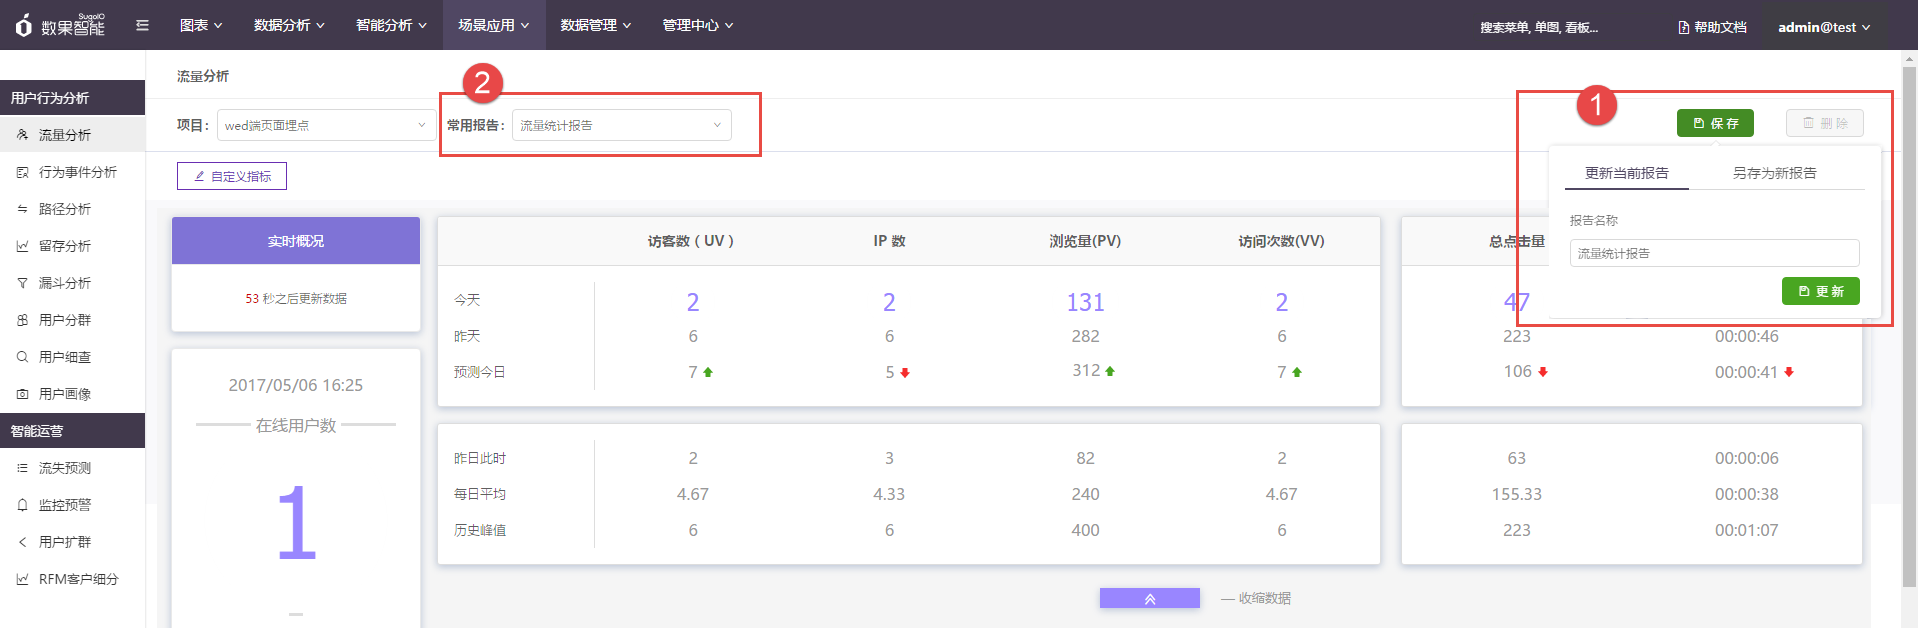 SugoIO
数果智能
图表
数据分析
智能分析
场景应用
数据管理
管理中心
搜索菜单, 单图, 看板...
帮助文档
admin@test
用户行为分析
流量分析
行为事件分析
路径分析
留存分析
漏斗分析
用户分群
用户细查
用户画像
智能运营
流失预测
监控预警
用户扩群
RFM客户细分
流量分析
项目：
wed端页面埋点
2
常用报告：
流量统计报告
1
保存
删除
自定义指标
更新当前报告
另存为新报告
报告名称
流量统计报告
更新
实时概况
53 秒之后更新数据
2017/05/06 16:25
在线用户数
1
访客数（UV） IP 数 浏览量(PV) 访问次数(VV) 总点击量
今天 2 2 131 2 47
昨天 6 6 282 6 223 00:00:46
预测今日 7 5 312 7 106 00:00:41
昨日此时 2 3 82 2 63 00:00:06
每日平均 4.67 4.33 240 4.67 155.33 00:00:38
历史峰值 6 6 400 6 223 00:01:07
— 收缩数据